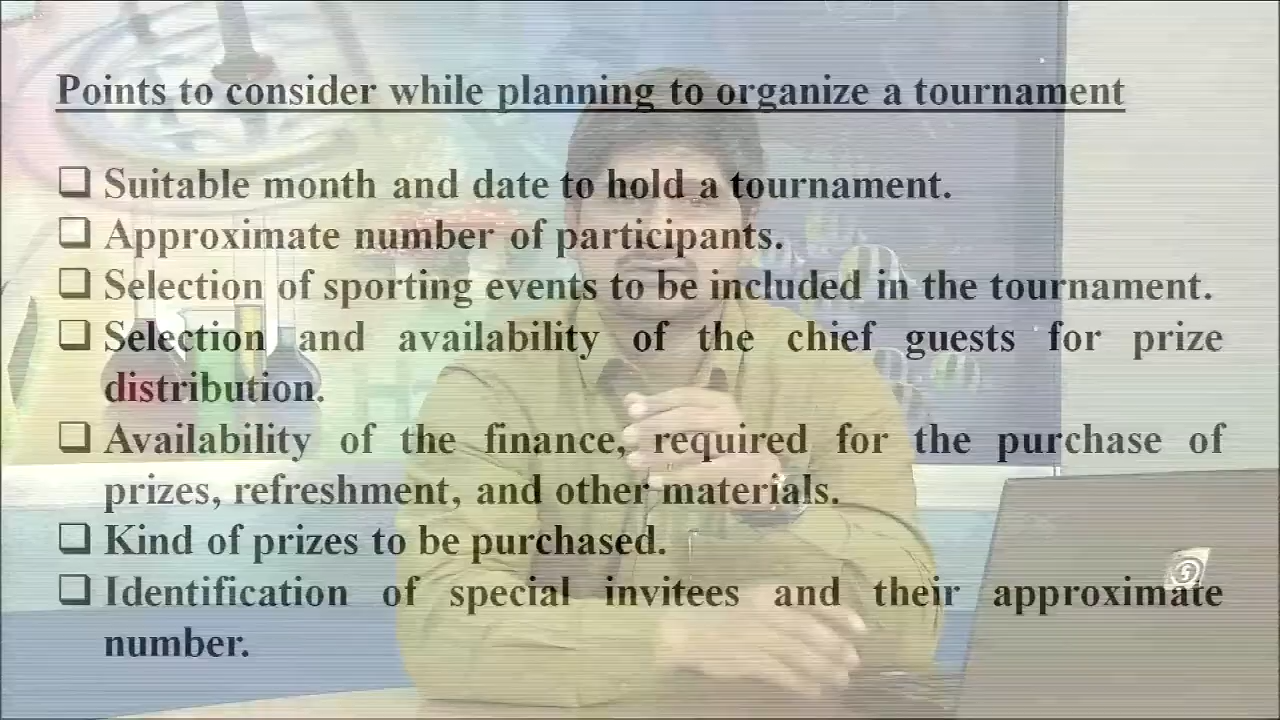 Points to consider while planning to organize a tournament
❑ Suitable month and date to hold a tournament.
❑ Approximate number of participants.
❑ Selection of sporting events to be included in the tournament.
❑ Selection and availability of the chief guests for prize
distribution.
❑ Availability of the finance, required for the purchase of
prizes, refreshment, and other materials.
❑ Kind of prizes to be purchased.
❑ Identification of special invitees and their approximate
number.